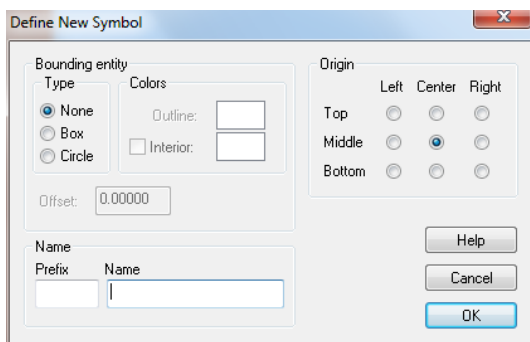 Define New Symbol
Bounding entity
Type
None
Box
Circle
Colors
Outline:
Interior:
Offset: 0.00000
Origin
Left Center Right
Top
Middle
Bottom
Name
Prefix Name
Help
Cancel
OK